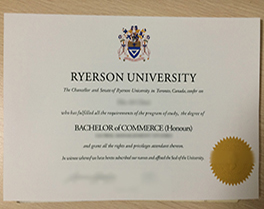 RYERSON UNIVERSITY
The Chancellor and Senate of Ryerson University in Toronto, Canada, confer on
who has fulfilled all the requirements of the program of study, the degree of
BACHELOR of COMMERCE (Honours)
and grant all the rights and privileges attendant thereto.
In witness whereof we have hereto subscribed our names and affixed the Seal of the University.